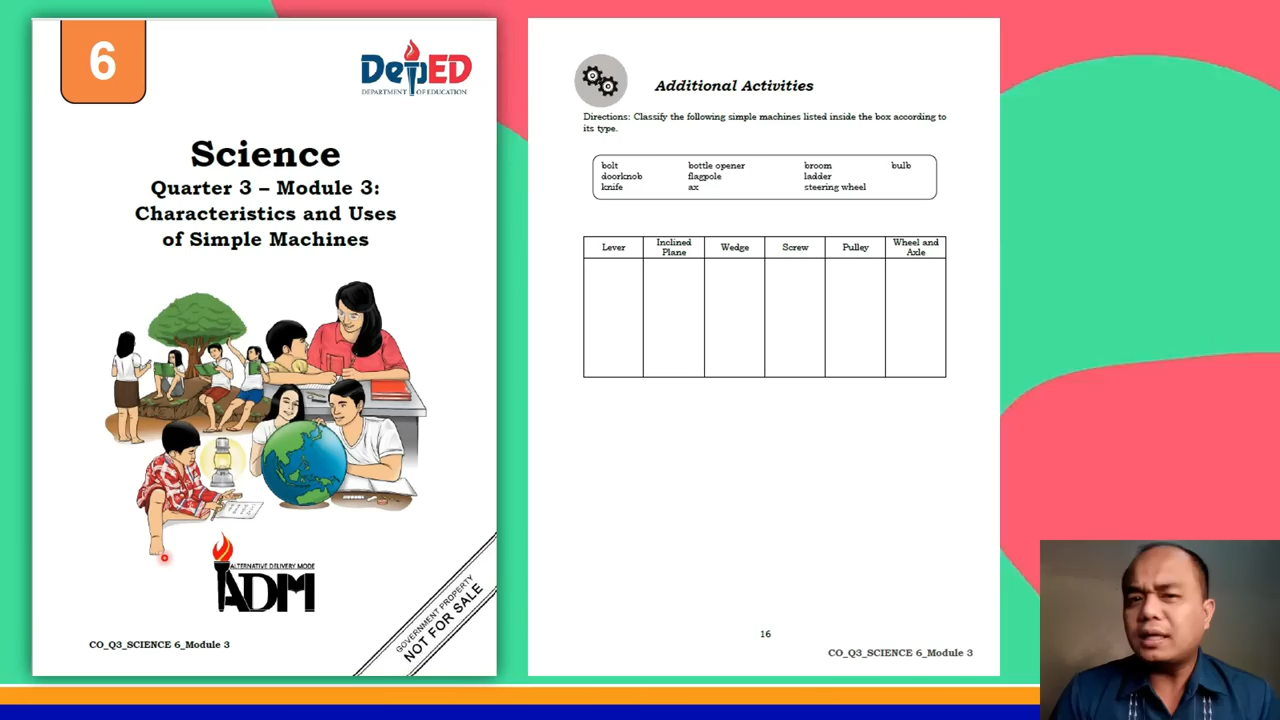 6
DepED
DEPARTMENT OF EDUCATION
Science
Quarter 3 – Module 3:
Characteristics and Uses
of Simple Machines
ALTERNATIVE DELIVERY MODE
ADM
GOVERNMENT PROPERTY
NOT FOR SALE
CO_Q3_SCIENCE 6_Module 3
Additional Activities
Directions: Classify the following simple machines listed inside the box according to
its type.
bolt bottle opener broom bulb
doorknob flagpole ladder
knife ax steering wheel
Lever Inclined Plane Wedge Screw Pulley Wheel and Axle
16
CO_Q3_SCIENCE 6_Module 3